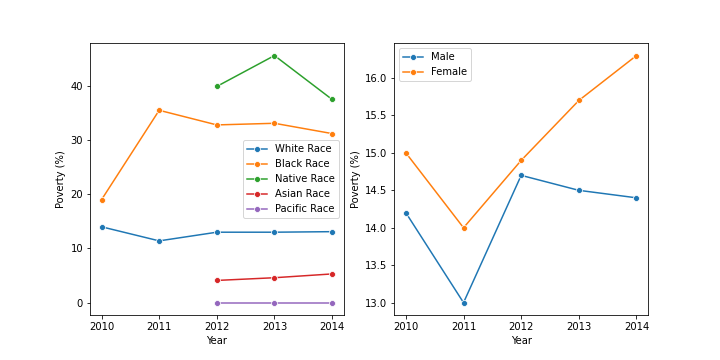 Poverty (%)
40
30
20
10
0
2010 2011 2012 2013 2014
Year
White Race
Black Race
Native Race
Asian Race
Pacific Race
Poverty (%)
16.0
15.5
15.0
14.5
14.0
13.5
13.0
2010 2011 2012 2013 2014
Year
Male
Female